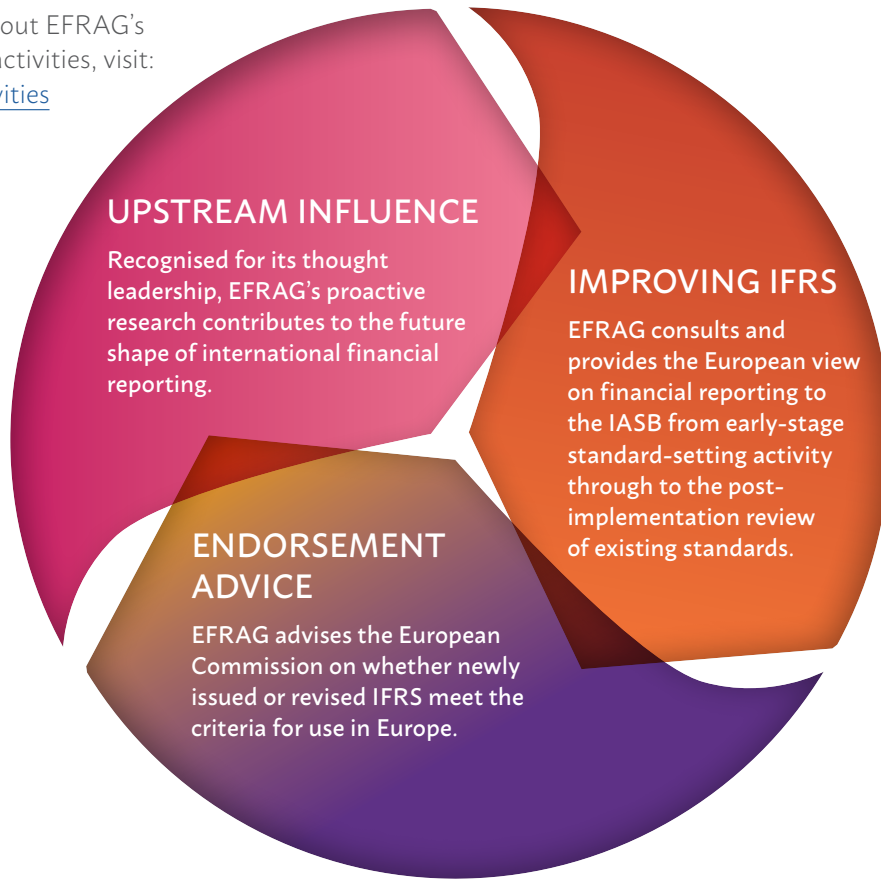 out EFRAG's
activities, visit:
vities
UPSTREAM INFLUENCE
Recognised for its thought
leadership, EFRAG's proactive
research contributes to the future
shape of international financial
reporting.
IMPROVING IFRS
EFRAG consults and
provides the European view
on financial reporting to
the IASB from early-stage
standard-setting activity
through to the post-
implementation review
of existing standards.
ENDORSEMENT
ADVICE
EFRAG advises the European
Commission on whether newly
issued or revised IFRS meet the
criteria for use in Europe.